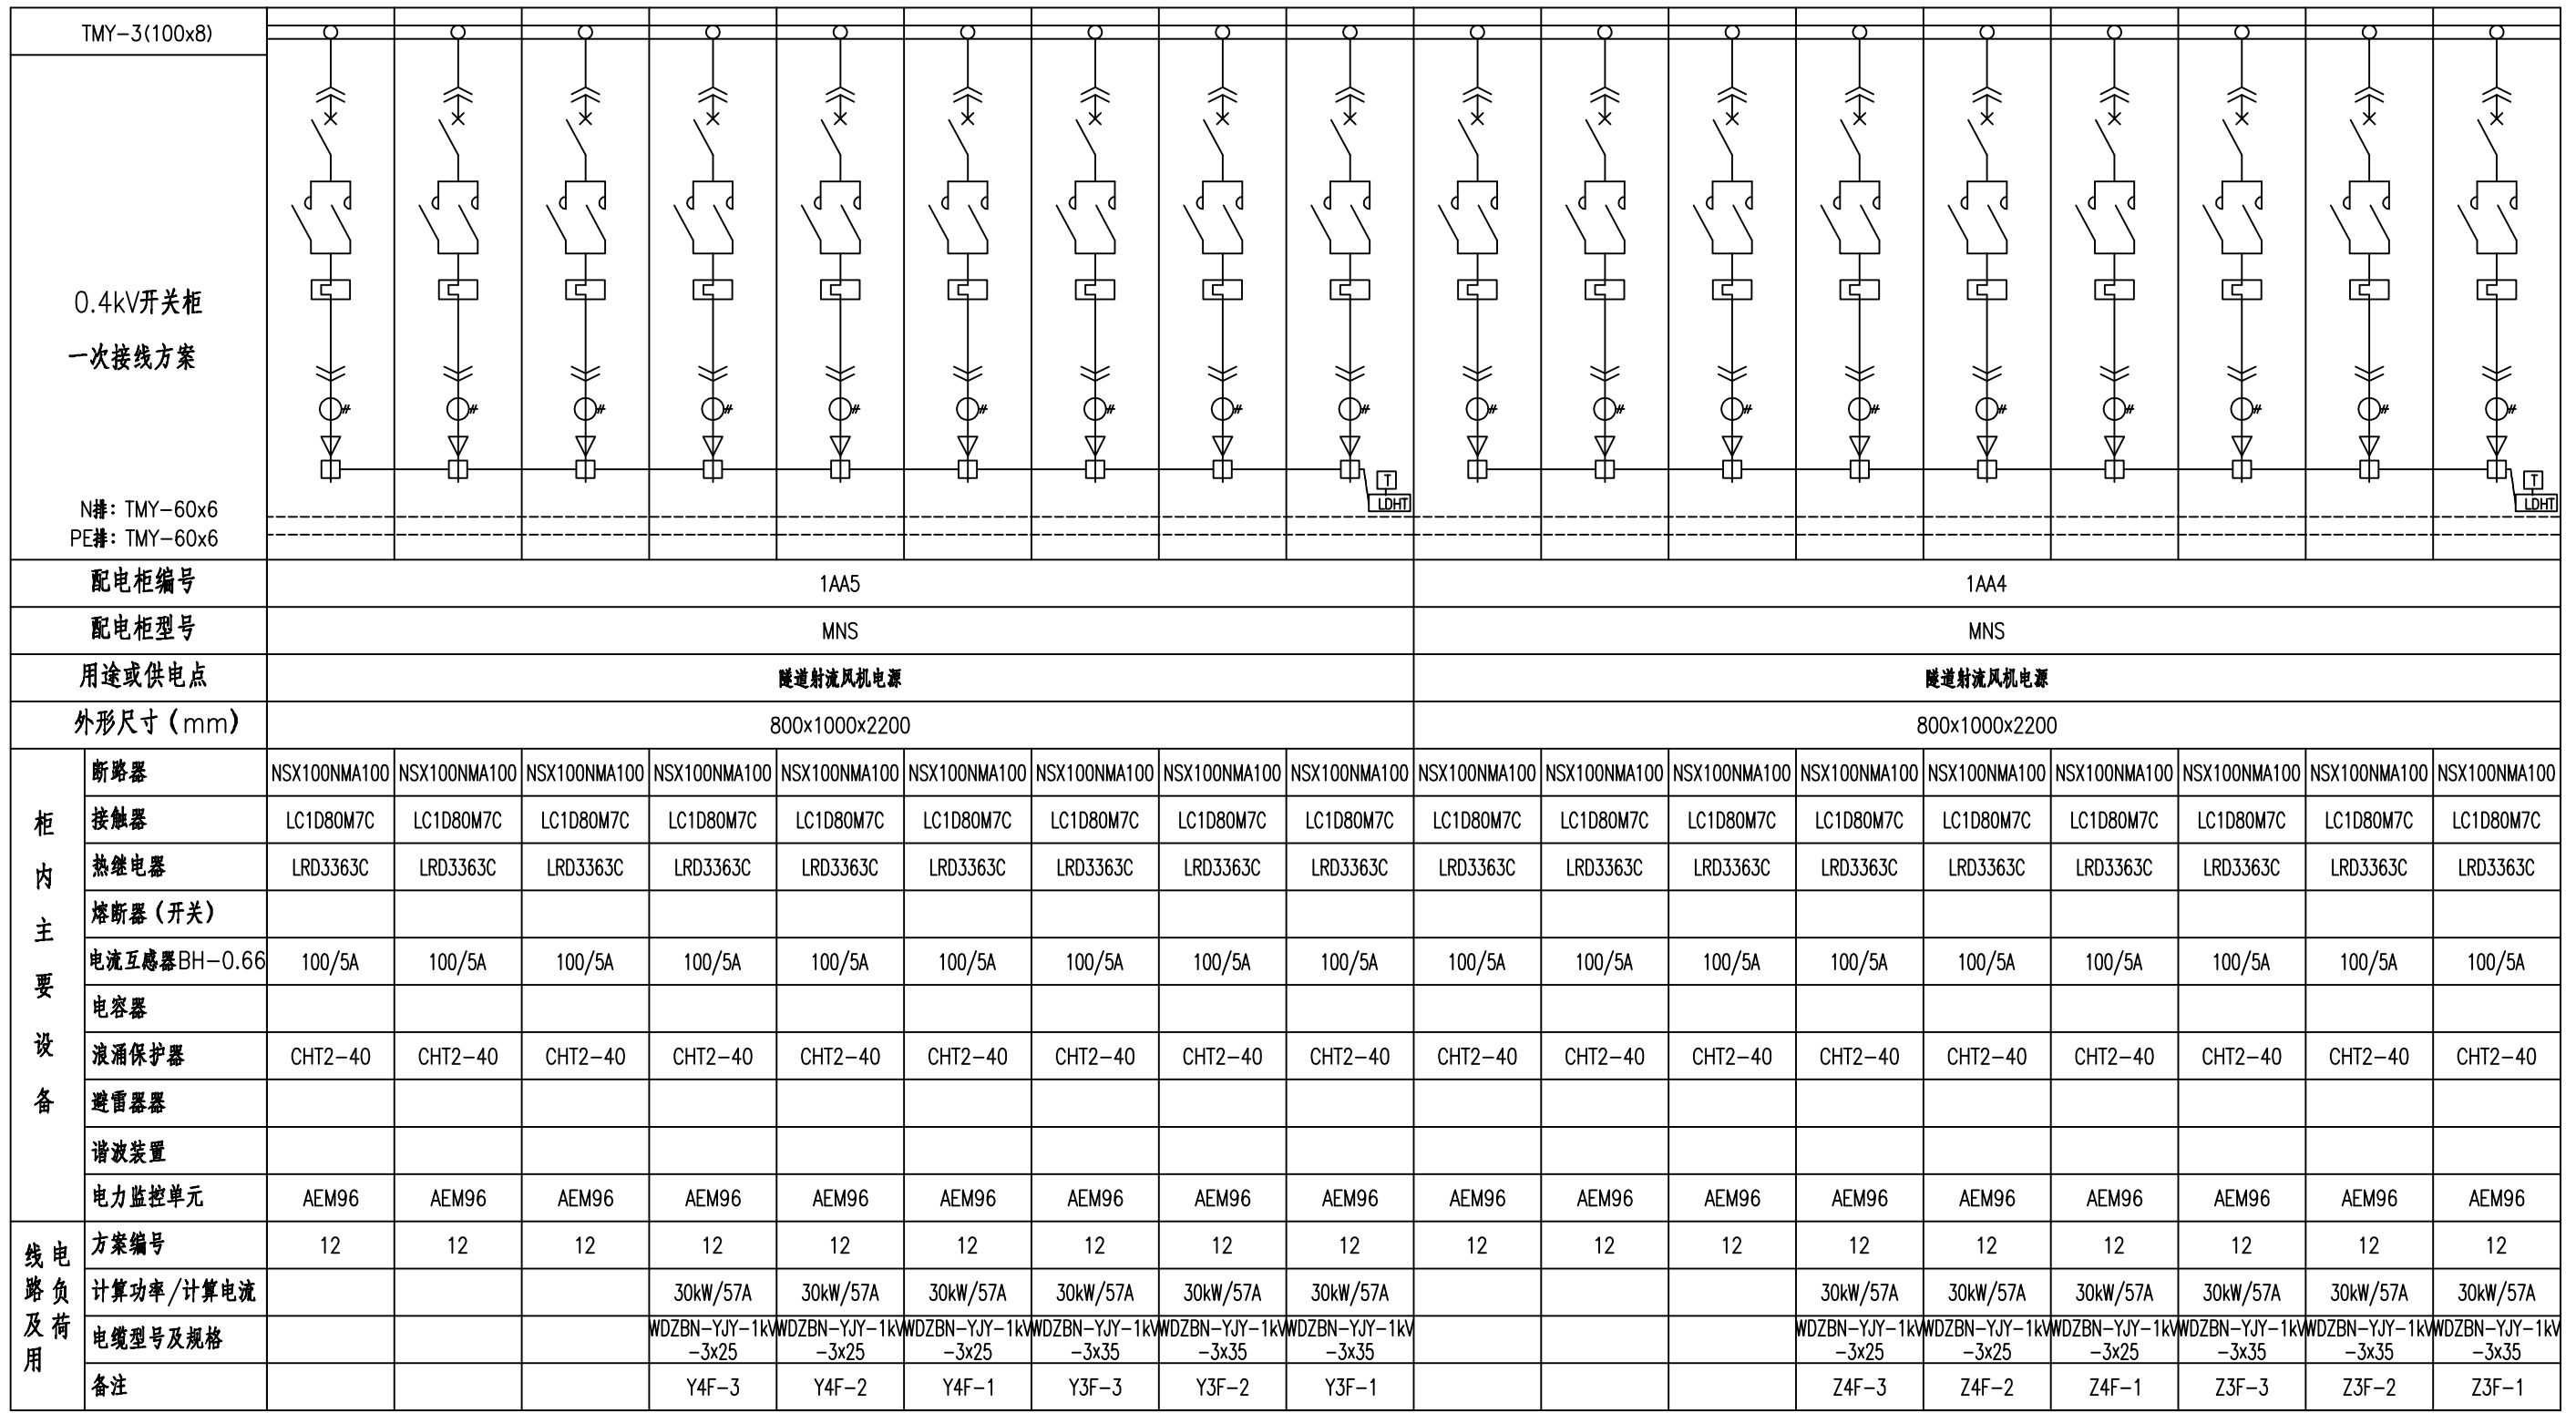 TMY-3(100x8)
0.4kV开关柜
一次接线方案
T T
LDHT LDHT
N排: TMY-60x6
PE排: TMY-60x6
配电柜编号 1AA5 1AA4
配电柜型号 MNS MNS
用途或供电点 隧道射流风机电源 隧道射流风机电源
外形尺寸(mm) 800x1000x2200 800x1000x2200
柜内主要设备
断路器 NSX100NMA100 NSX100NMA100 NSX100NMA100 NSX100NMA100 NSX100NMA100 NSX100NMA100 NSX100NMA100 NSX100NMA100 NSX100NMA100 NSX100NMA100 NSX100NMA100 NSX100NMA100 NSX100NMA100 NSX100NMA100 NSX100NMA100 NSX100NMA100 NSX100NMA100 NSX100NMA100
接触器 LC1D80M7C LC1D80M7C LC1D80M7C LC1D80M7C LC1D80M7C LC1D80M7C LC1D80M7C LC1D80M7C LC1D80M7C LC1D80M7C LC1D80M7C LC1D80M7C LC1D80M7C LC1D80M7C LC1D80M7C LC1D80M7C LC1D80M7C LC1D80M7C
热继电器 LRD3363C LRD3363C LRD3363C LRD3363C LRD3363C LRD3363C LRD3363C LRD3363C LRD3363C LRD3363C LRD3363C LRD3363C LRD3363C LRD3363C LRD3363C LRD3363C LRD3363C LRD3363C
熔断器(开关)
电流互感器BH-0.66 100/5A 100/5A 100/5A 100/5A 100/5A 100/5A 100/5A 100/5A 100/5A 100/5A 100/5A 100/5A 100/5A 100/5A 100/5A 100/5A 100/5A 100/5A
电容器
浪涌保护器 CHT2-40 CHT2-40 CHT2-40 CHT2-40 CHT2-40 CHT2-40 CHT2-40 CHT2-40 CHT2-40 CHT2-40 CHT2-40 CHT2-40 CHT2-40 CHT2-40 CHT2-40 CHT2-40 CHT2-40 CHT2-40
避雷器器
谐波装置
电力监控单元 AEM96 AEM96 AEM96 AEM96 AEM96 AEM96 AEM96 AEM96 AEM96 AEM96 AEM96 AEM96 AEM96 AEM96 AEM96 AEM96 AEM96 AEM96
线路及用
电负荷
方案编号 12 12 12 12 12 12 12 12 12 12 12 12 12 12 12 12 12 12
计算功率/计算电流 30kW/57A 30kW/57A 30kW/57A 30kW/57A 30kW/57A 30kW/57A 30kW/57A 30kW/57A 30kW/57A 30kW/57A 30kW/57A 30kW/57A
电缆型号及规格 WDZBN-YJY-1kV WDZBN-YJY-1kV WDZBN-YJY-1kV WDZBN-YJY-1kV WDZBN-YJY-1kV WDZBN-YJY-1kV WDZBN-YJY-1kV WDZBN-YJY-1kV WDZBN-YJY-1kV WDZBN-YJY-1kV WDZBN-YJY-1kV WDZBN-YJY-1kV
-3x25 -3x25 -3x25 -3x35 -3x35 -3x35 -3x25 -3x25 -3x25 -3x35 -3x35 -3x35
备注 Y4F-3 Y4F-2 Y4F-1 Y3F-3 Y3F-2 Y3F-1 Z4F-3 Z4F-2 Z4F-1 Z3F-3 Z3F-2 Z3F-1